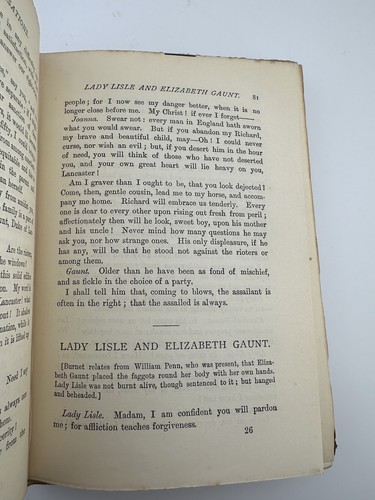 LADY LISLE AND ELIZABETH GAUNT. 81
people; for I now see my danger better, when it is no
longer close before me. My Christ! if ever I forget——
Joanna. Swear not: every man in England hath sworn
what you would swear. But if you abandon my Richard,
my brave and beautiful child, may—Oh! I could never
curse, nor wish an evil; but, if you desert him in the hour
of need, you will think of those who have not deserted
you, and your own great heart will lie heavy on you,
Lancaster!
Am I graver than I ought to be, that you look dejected?
Come, then, gentle cousin, lead me to my horse, and accom-
pany me home. Richard will embrace us tenderly. Every
one is dear to every other upon rising out fresh from peril;
affectionately then will he look, sweet boy, upon his mother
and his uncle! Never mind how many questions he may
ask you, nor how strange ones. His only displeasure, if he
has any, will be that he stood not against the rioters or
among them.
Gaunt. Older than he have been as fond of mischief,
and as fickle in the choice of a party.
I shall tell him that, coming to blows, the assailant is
often in the right; that the assailed is always.
LADY LISLE AND ELIZABETH GAUNT.
[Burnet relates from William Penn, who was present, that Eliza-
beth Gaunt placed the faggots round her body with her own hands.
Lady Lisle was not burnt alive, though sentenced to it; but hanged
and beheaded.]
Lady Lisle. Madam, I am confident you will pardon
me; for affliction teaches forgiveness.
26